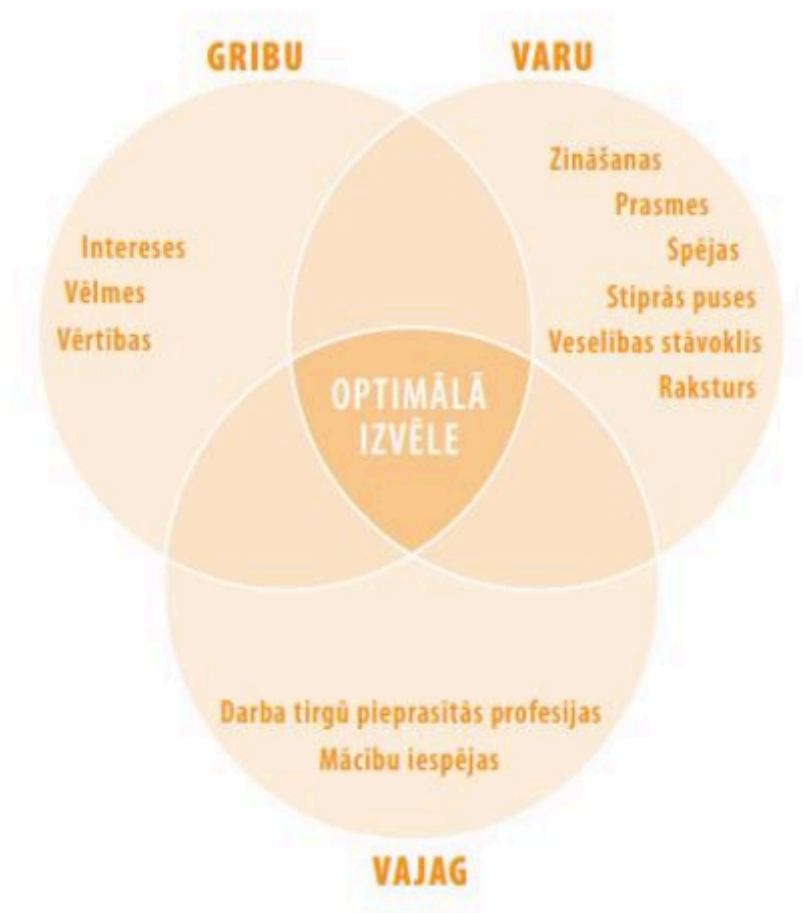 GRIBU
VARU
Intereses
Vēlmes
Vērtības
Zināšanas
Prasmes
Spējas
Stiprās puses
Veselības stāvoklis
Raksturs
OPTIMĀLĀ
IZVĒLE
Darba tirgū pieprasītās profesijas
Mācību iespējas
VAJAG